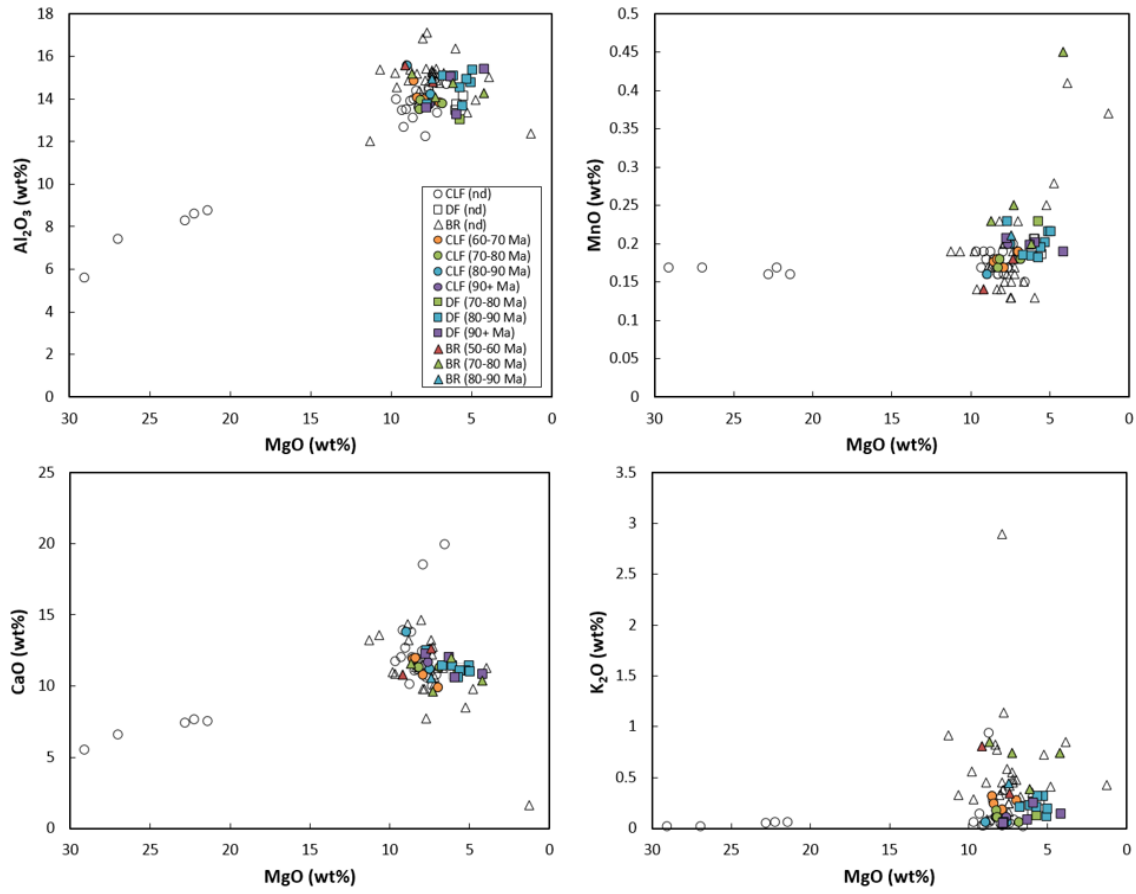 18
16
14
12
10
8
6
4
2
0
Al₂O₃ (wt%)
30 25 20 15 10 5 0
MgO (wt%)
CLF (nd)
DF (nd)
BR (nd)
CLF (60-70 Ma)
CLF (70-80 Ma)
CLF (80-90 Ma)
CLF (90+ Ma)
DF (70-80 Ma)
DF (80-90 Ma)
DF (90+ Ma)
BR (50-60 Ma)
BR (70-80 Ma)
BR (80-90 Ma)
0.5
0.45
0.4
0.35
0.3
0.25
0.2
0.15
0.1
0.05
0
MnO (wt%)
30 25 20 15 10 5 0
MgO (wt%)
25
20
15
10
5
0
CaO (wt%)
30 25 20 15 10 5 0
MgO (wt%)
3.5
3
2.5
2
1.5
1
0.5
0
K₂O (wt%)
30 25 20 15 10 5 0
MgO (wt%)